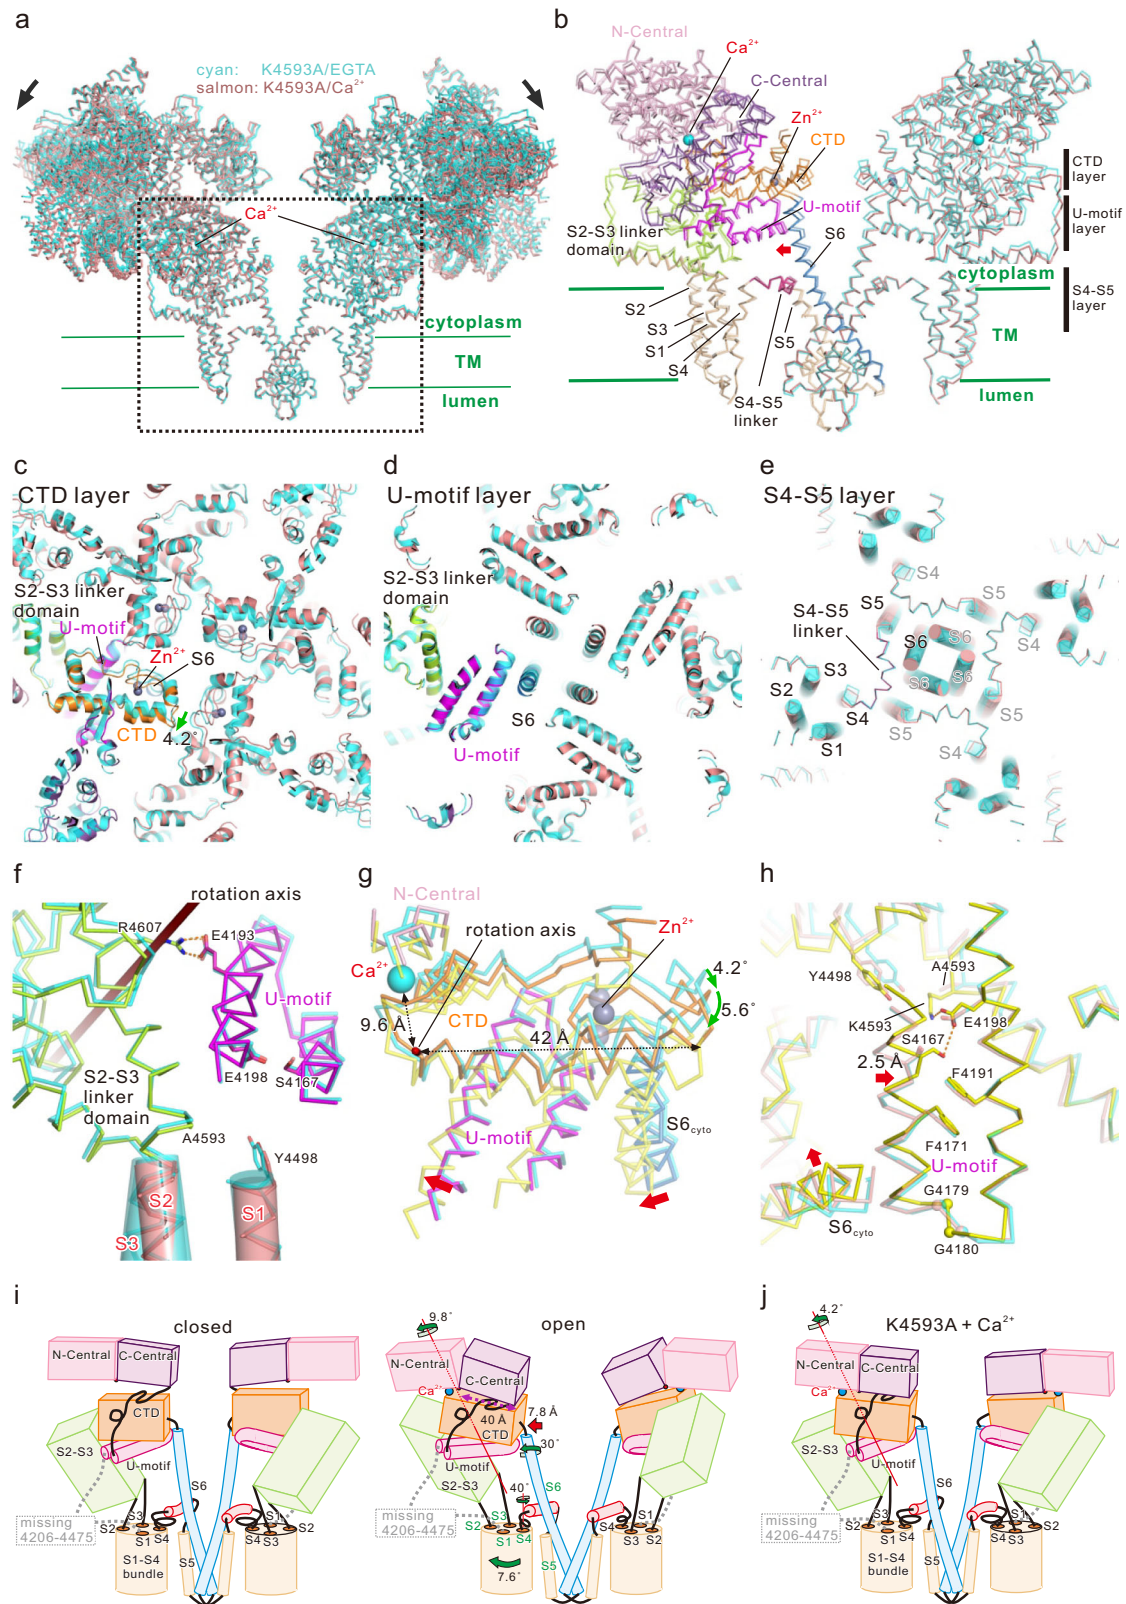 a
cyan: K4593A/EGTA
salmon: K4593A/Ca²⁺
Ca²⁺
cytoplasm
TM
lumen
b
N-Central
Ca²⁺
C-Central
Zn²⁺
CTD
U-motif
S2-S3 linker
domain
S6
S2
S3
S1
S4
S5
S4-S5
linker
cytoplasm
TM
lumen
CTD
layer
U-motif
layer
S4-S5
layer
c
CTD layer
S2-S3 linker
domain
U-motif
Zn²⁺
S6
CTD
4.2°
d
U-motif layer
S2-S3 linker
domain
S6
U-motif
e
S4-S5 layer
S4
S5
S5
S4-S5
linker
S6
S6
S6
S6
S4
S3
S2
S4
S1
S5
S5
S4
f
rotation axis
R4607
E4193
U-motif
E4198
S4167
S2-S3
linker
domain
A4593
Y4498
S2
S1
S3
g
N-Central
rotation axis
Zn²⁺
Ca²⁺
4.2°
9.6 Å
CTD
5.6°
42 Å
U-motif
S6cyto
h
Y4498
A4593
K4593
E4198
S4167
2.5 Å
F4191
F4171
U-motif
G4179
S6cyto
G4180
i
closed
N-Central
C-Central
CTD
S2-S3
U-motif
S6
missing
4206-4475
S3
S2
S1
S4
S1-S4
bundle
S5
S1
S4
S3
S2
open
9.8°
N-Central
C-Central
Ca²⁺
40 Å
CTD
7.8 Å
30°
U-motif
S2-S3
40°
S6
missing
4206-4475
S3
S2
S1
S4
S5
7.6°
S4
S1
S3
S2
j
K4593A + Ca²⁺
4.2°
N-Central
C-Central
Ca²⁺
CTD
S2-S3
U-motif
S6
missing
4206-4475
S3
S2
S1
S4
S1-S4
bundle
S5
S1
S4
S3
S2